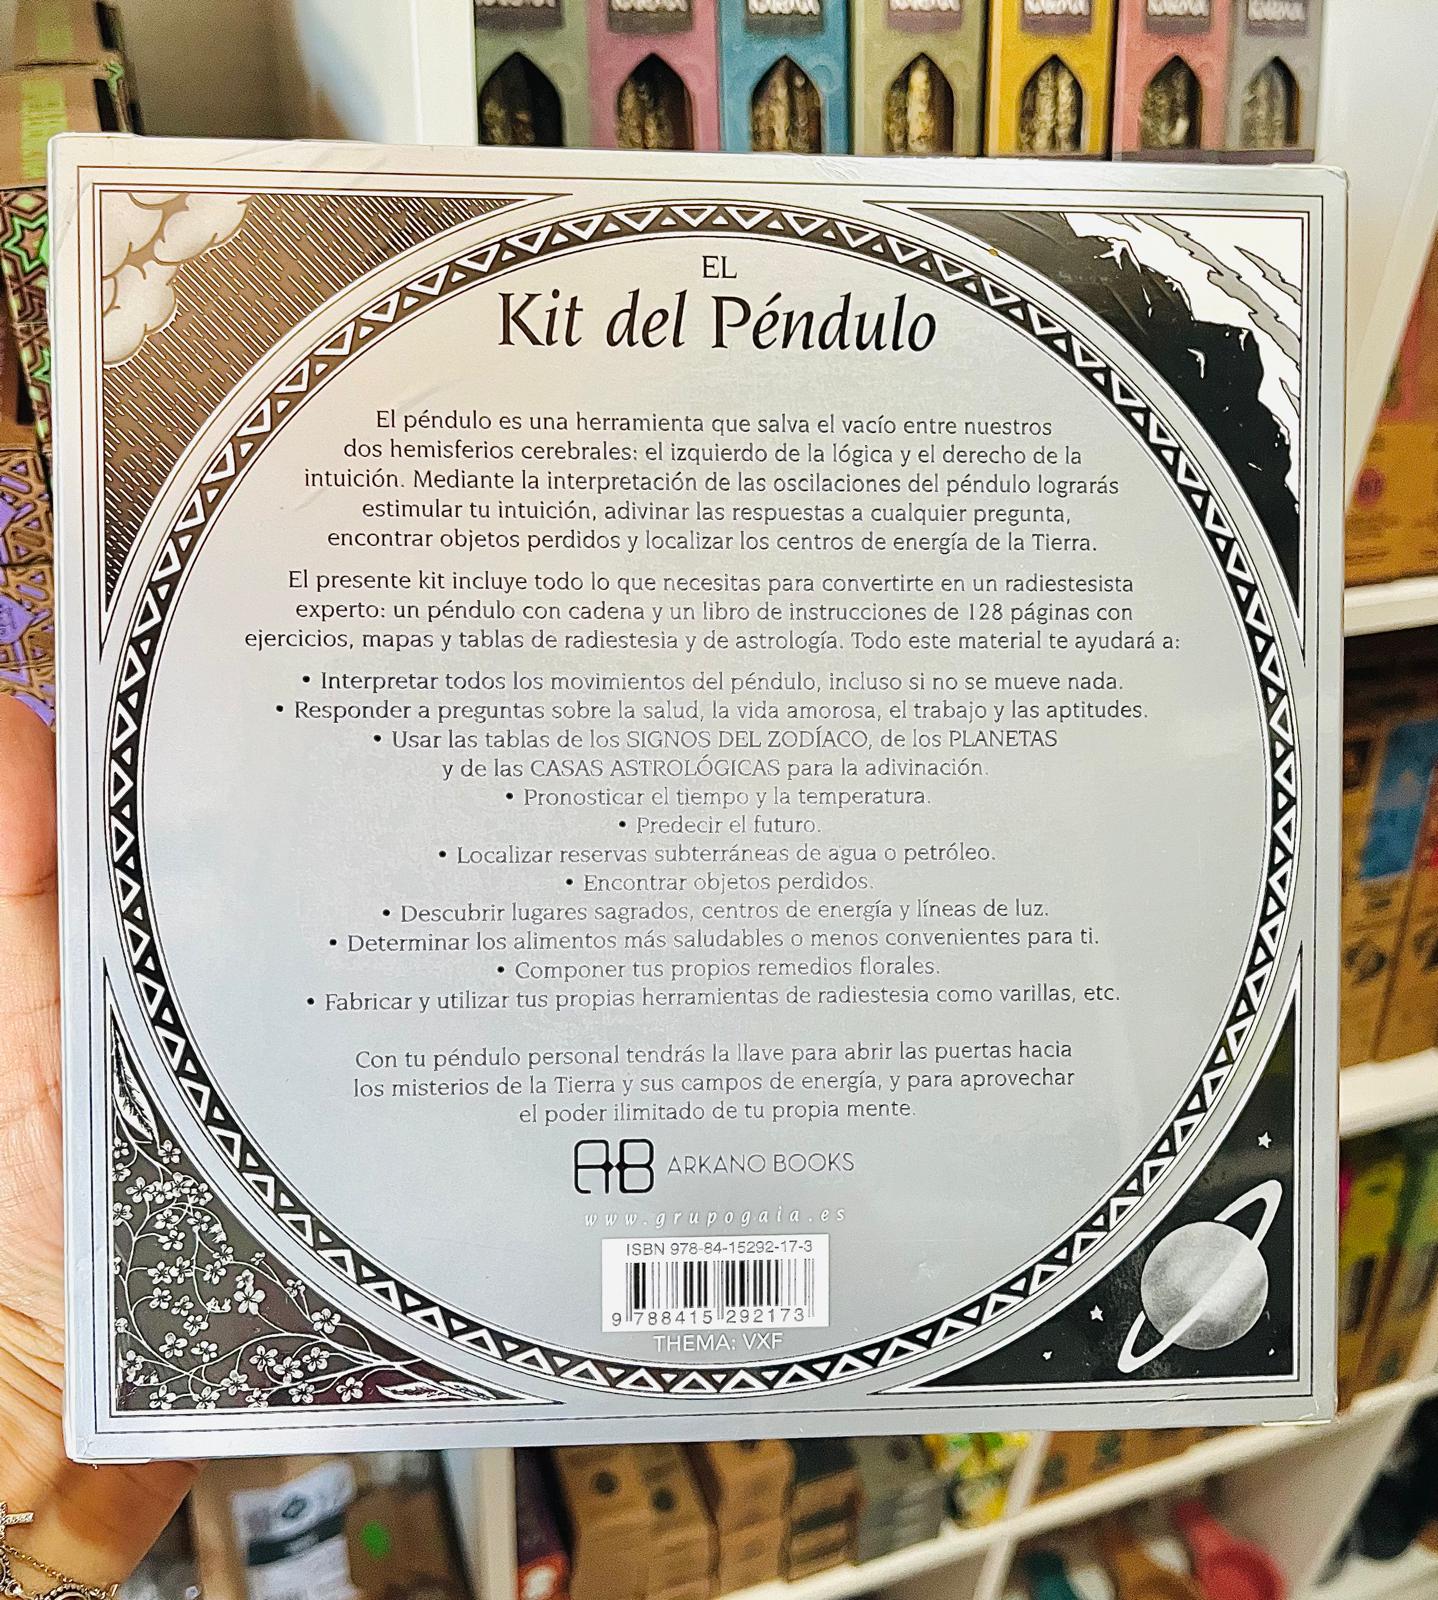 EL
Kit del Péndulo
El péndulo es una herramienta que salva el vacío entre nuestros
dos hemisferios cerebrales: el izquierdo de la lógica y el derecho de la
intuición. Mediante la interpretación de las oscilaciones del péndulo lograrás
estimular tu intuición, adivinar las respuestas a cualquier pregunta,
encontrar objetos perdidos y localizar los centros de energía de la Tierra.
El presente kit incluye todo lo que necesitas para convertirte en un radiestesista
experto: un péndulo con cadena y un libro de instrucciones de 128 páginas con
ejercicios, mapas y tablas de radiestesia y de astrología. Todo este material te ayudará a:
• Interpretar todos los movimientos del péndulo, incluso si no se mueve nada.
• Responder a preguntas sobre la salud, la vida amorosa, el trabajo y las aptitudes.
• Usar las tablas de los SIGNOS DEL ZODÍACO, de los PLANETAS
y de las CASAS ASTROLÓGICAS para la adivinación.
• Pronosticar el tiempo y la temperatura.
• Predecir el futuro.
• Localizar reservas subterráneas de agua o petróleo.
• Encontrar objetos perdidos.
• Descubrir lugares sagrados, centros de energía y líneas de luz.
• Determinar los alimentos más saludables o menos convenientes para ti.
• Componer tus propios remedios florales.
• Fabricar y utilizar tus propias herramientas de radiestesia como varillas, etc.
Con tu péndulo personal tendrás la llave para abrir las puertas hacia
los misterios de la Tierra y sus campos de energía, y para aprovechar
el poder ilimitado de tu propia mente.
AB ARKANO BOOKS
www.grupogaia.es
ISBN 978-84-15292-17-3
9 788415 292173
THEMA: VXF